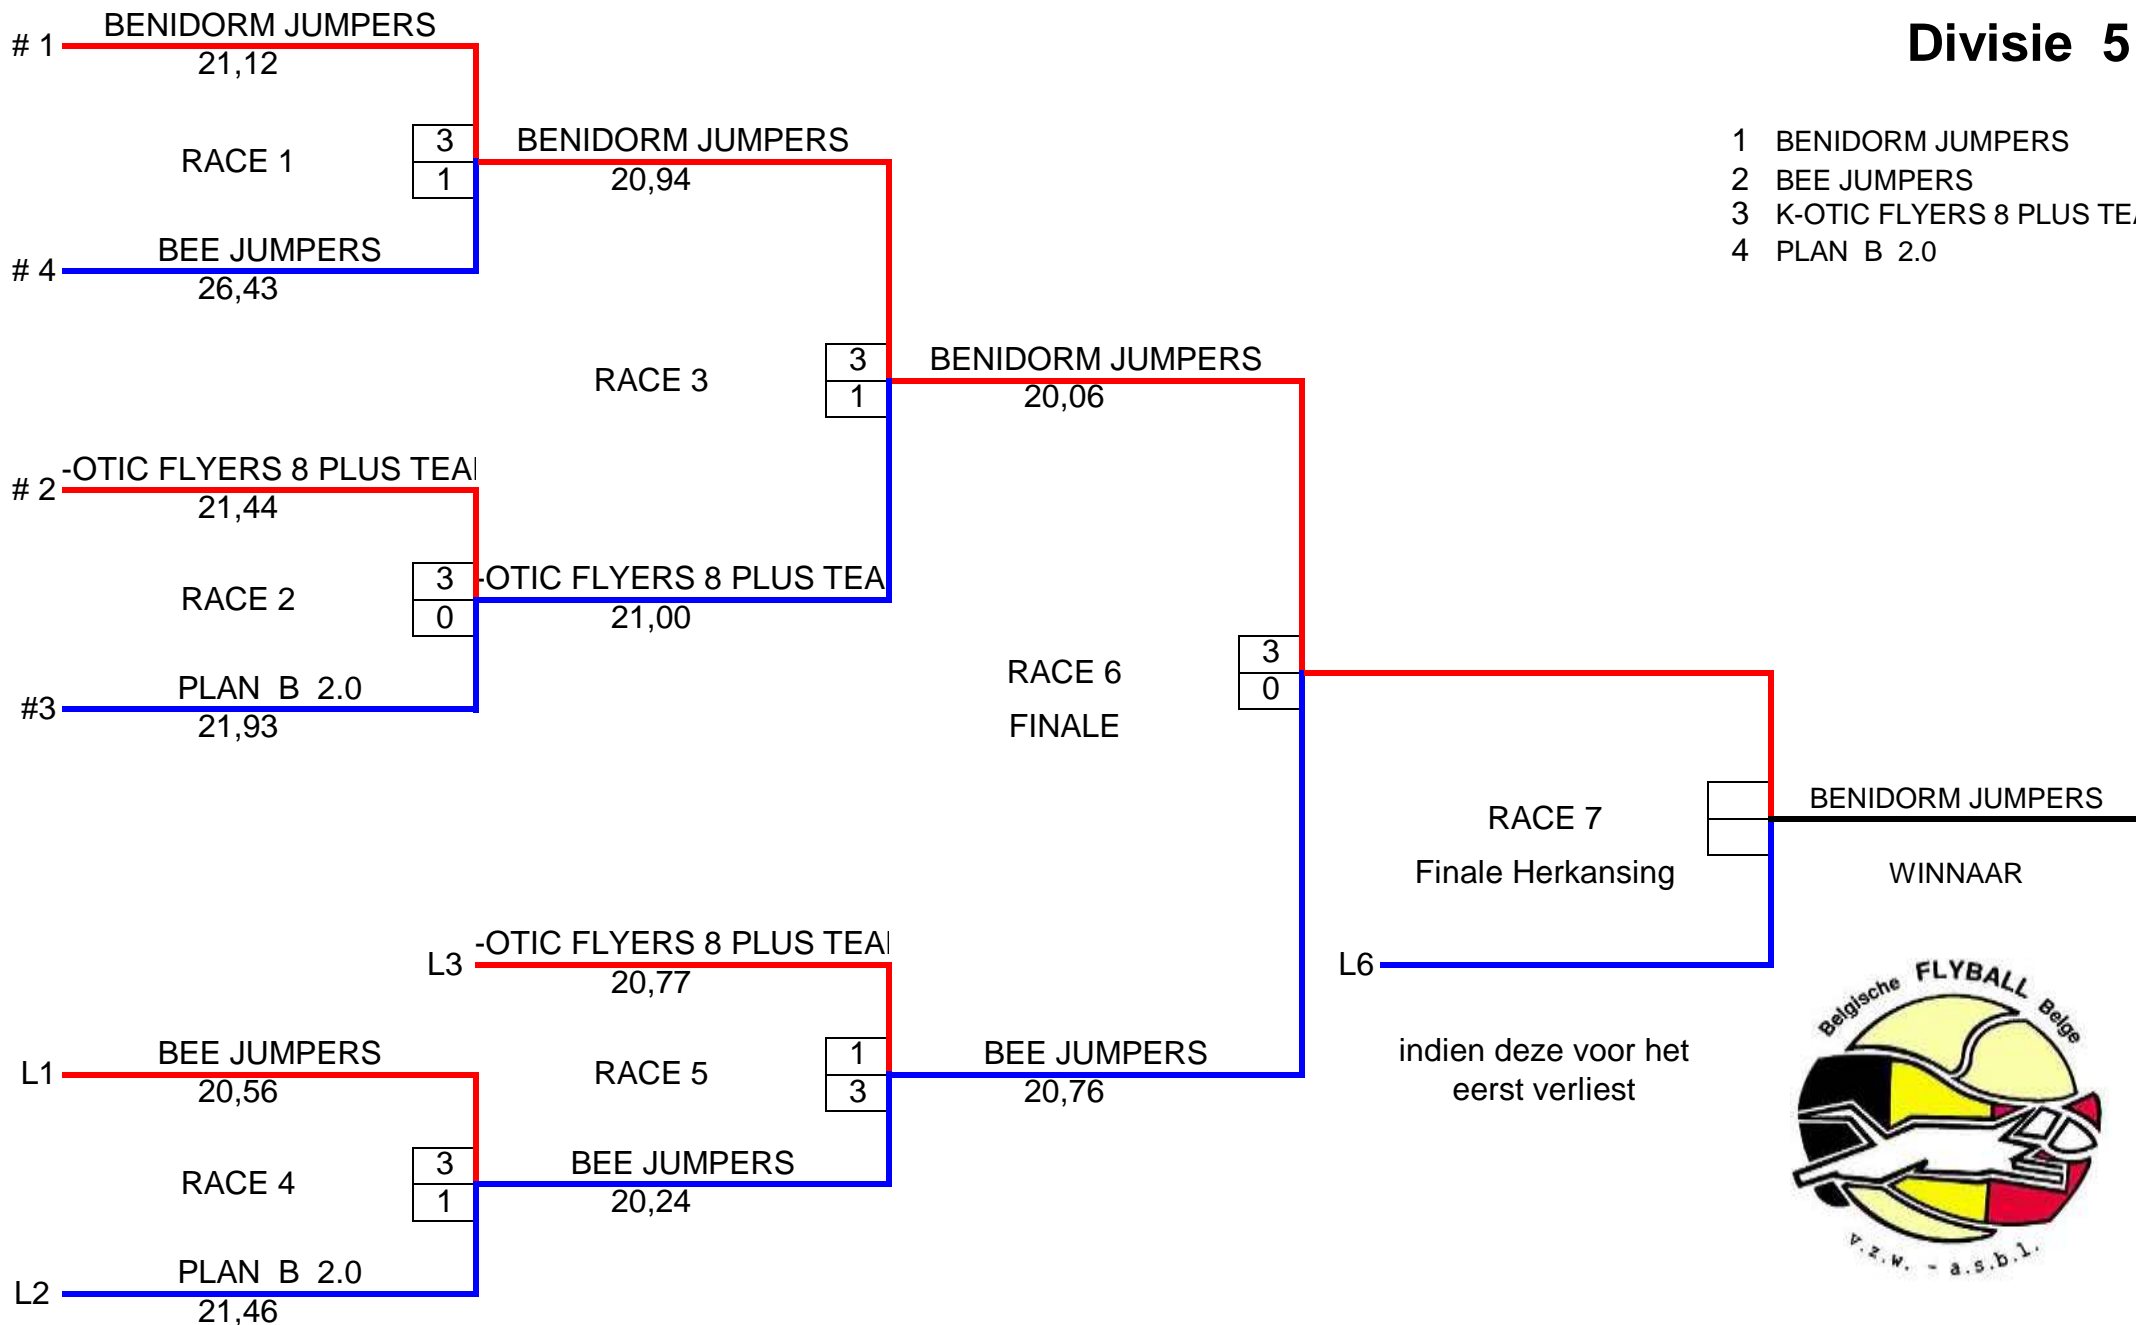 Divisie 5
1 BENIDORM JUMPERS
2 BEE JUMPERS
3 K-OTIC FLYERS 8 PLUS TEA
4 PLAN B 2.0
# 1
BENIDORM JUMPERS
21,12
RACE 1
3
1
# 4
BEE JUMPERS
26,43
BENIDORM JUMPERS
20,94
RACE 3
3
1
BENIDORM JUMPERS
20,06
# 2
-OTIC FLYERS 8 PLUS TEA
21,44
RACE 2
3
0
-OTIC FLYERS 8 PLUS TEA
21,00
#3
PLAN B 2.0
21,93
RACE 6
FINALE
3
0
RACE 7
Finale Herkansing
BENIDORM JUMPERS
WINNAAR
L6
indien deze voor het
eerst verliest
L3
-OTIC FLYERS 8 PLUS TEA
20,77
RACE 5
1
3
BEE JUMPERS
20,76
L1
BEE JUMPERS
20,56
RACE 4
3
1
BEE JUMPERS
20,24
L2
PLAN B 2.0
21,46
Belgische FLYBALL Belge
v.z.w. - a.s.b.l.